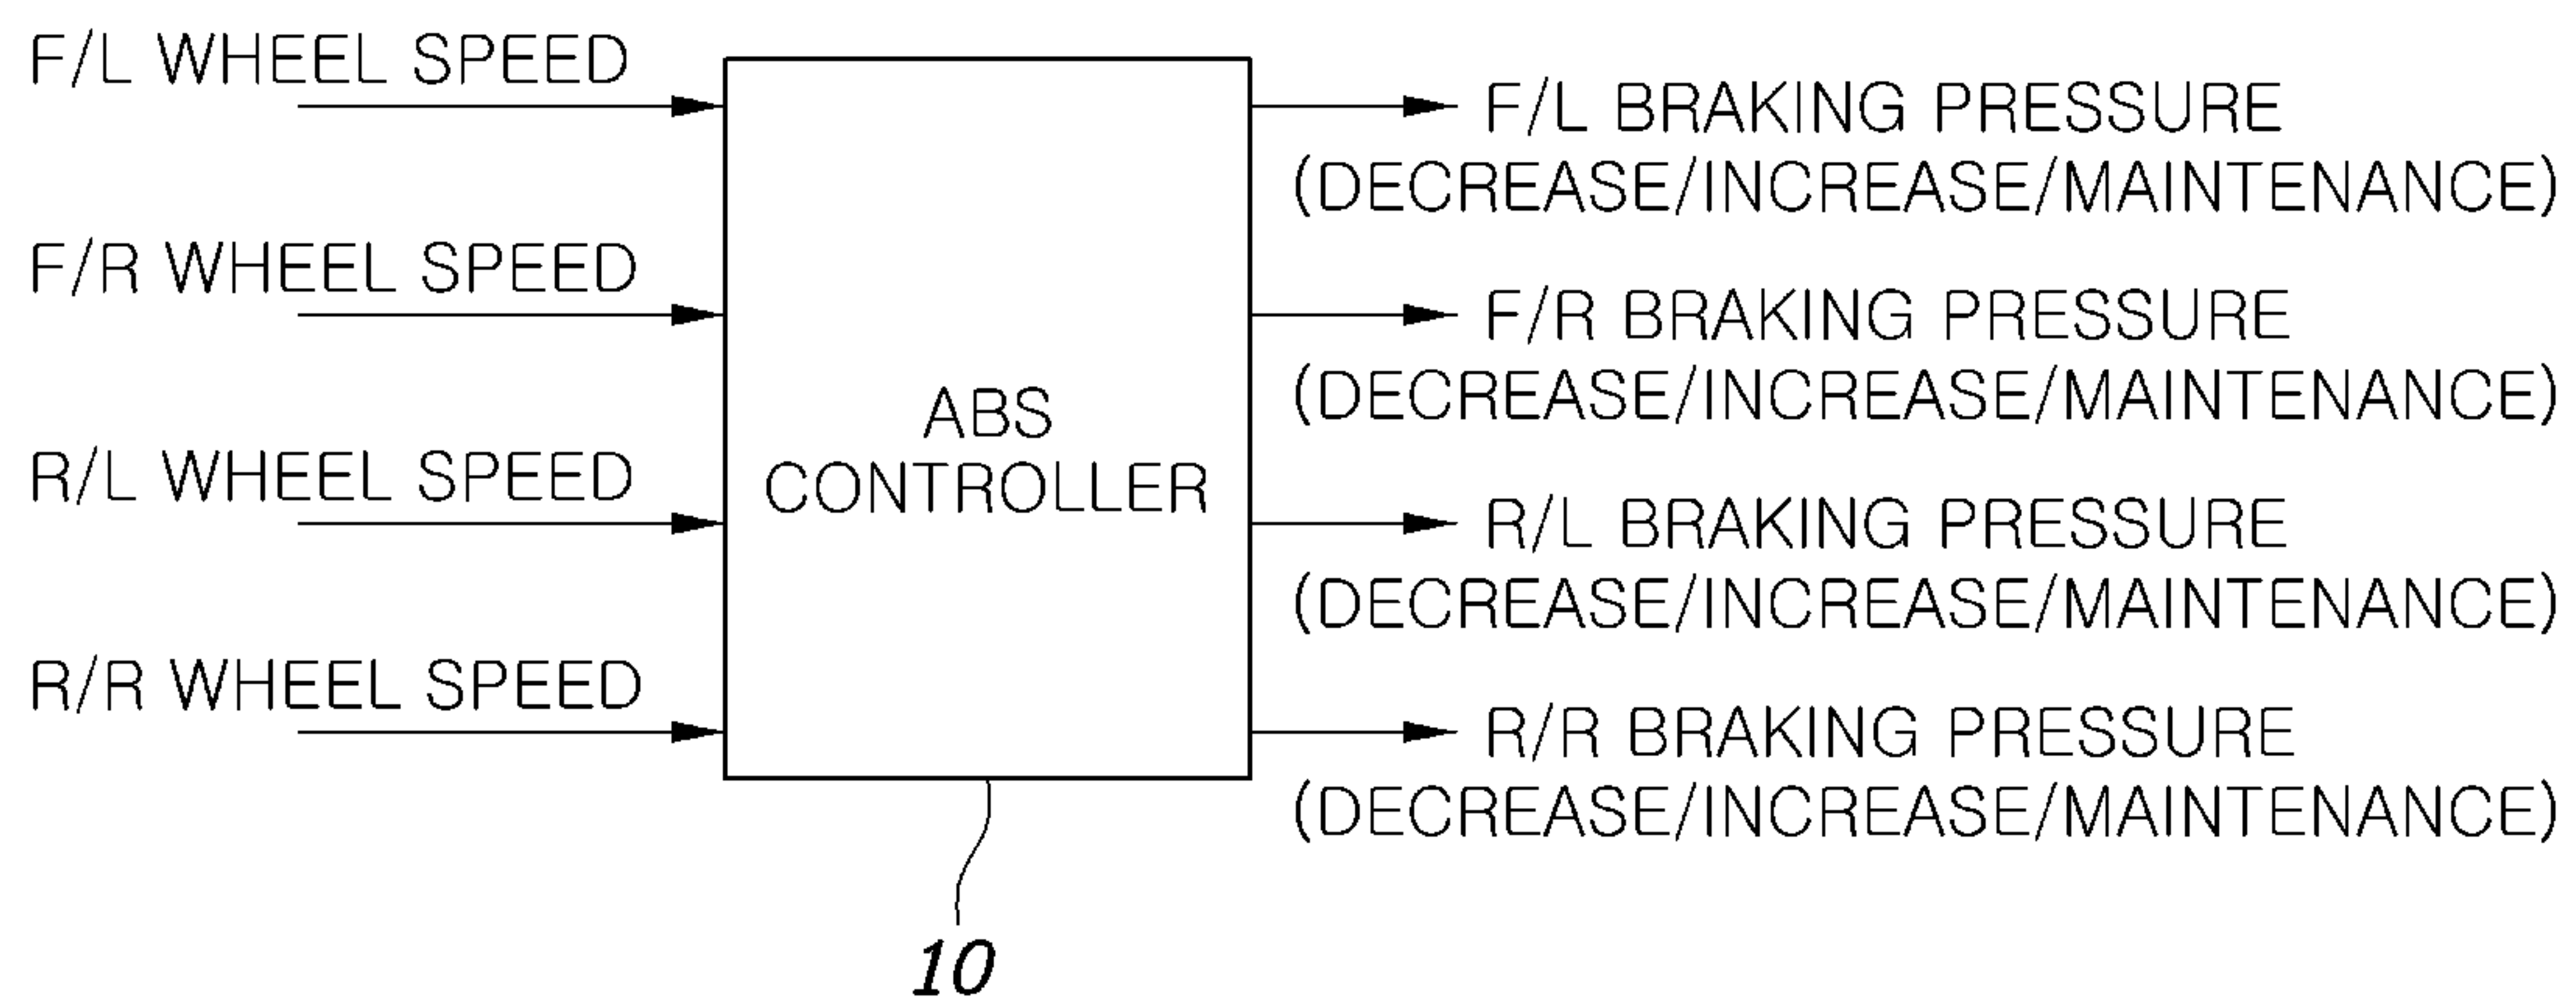 F/L WHEEL SPEED
F/R WHEEL SPEED
R/L WHEEL SPEED
R/R WHEEL SPEED
ABS
CONTROLLER
F/L BRAKING PRESSURE
(DECREASE/INCREASE/MAINTENANCE)
F/R BRAKING PRESSURE
(DECREASE/INCREASE/MAINTENANCE)
R/L BRAKING PRESSURE
(DECREASE/INCREASE/MAINTENANCE)
R/R BRAKING PRESSURE
(DECREASE/INCREASE/MAINTENANCE)
10